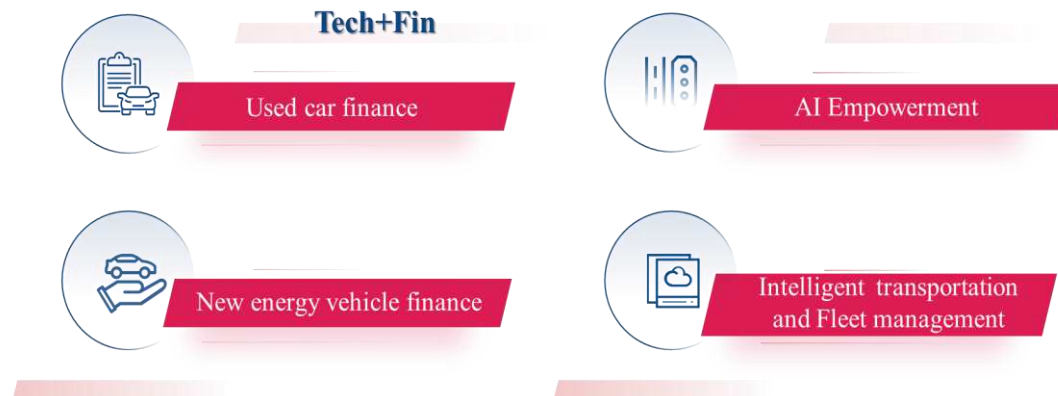 Tech+Fin
Used car finance
AI Empowerment
New energy vehicle finance
Intelligent transportation
and Fleet management